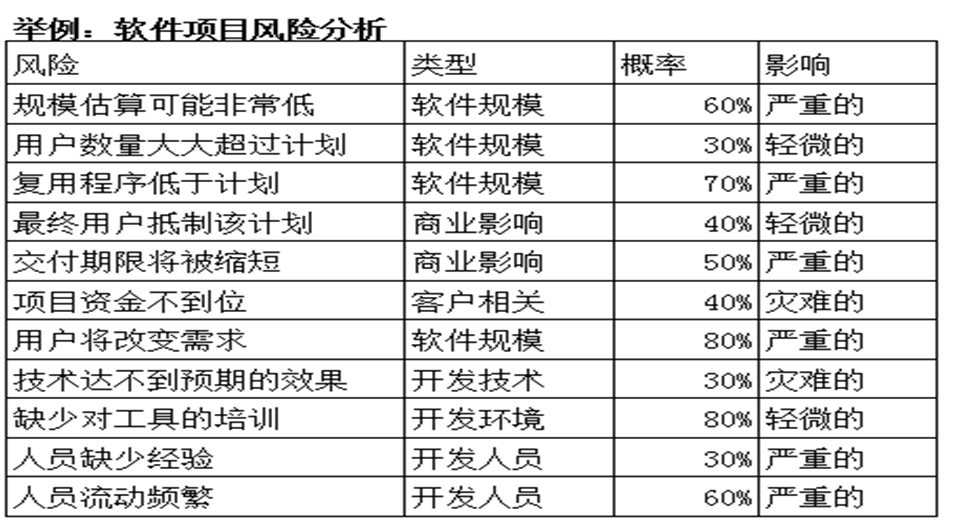 举例：软件项目风险分析
风险 类型 概率 影响
规模估算可能非常低 软件规模 60% 严重的
用户数量大大超过计划 软件规模 30% 轻微的
复用程序低于计划 软件规模 70% 严重的
最终用户抵制该计划 商业影响 40% 轻微的
交付期限将被缩短 商业影响 50% 严重的
项目资金不到位 客户相关 40% 灾难的
用户将改变需求 软件规模 80% 严重的
技术达不到预期的效果 开发技术 30% 灾难的
缺少对工具的培训 开发环境 80% 轻微的
人员缺少经验 开发人员 30% 严重的
人员流动频繁 开发人员 60% 严重的